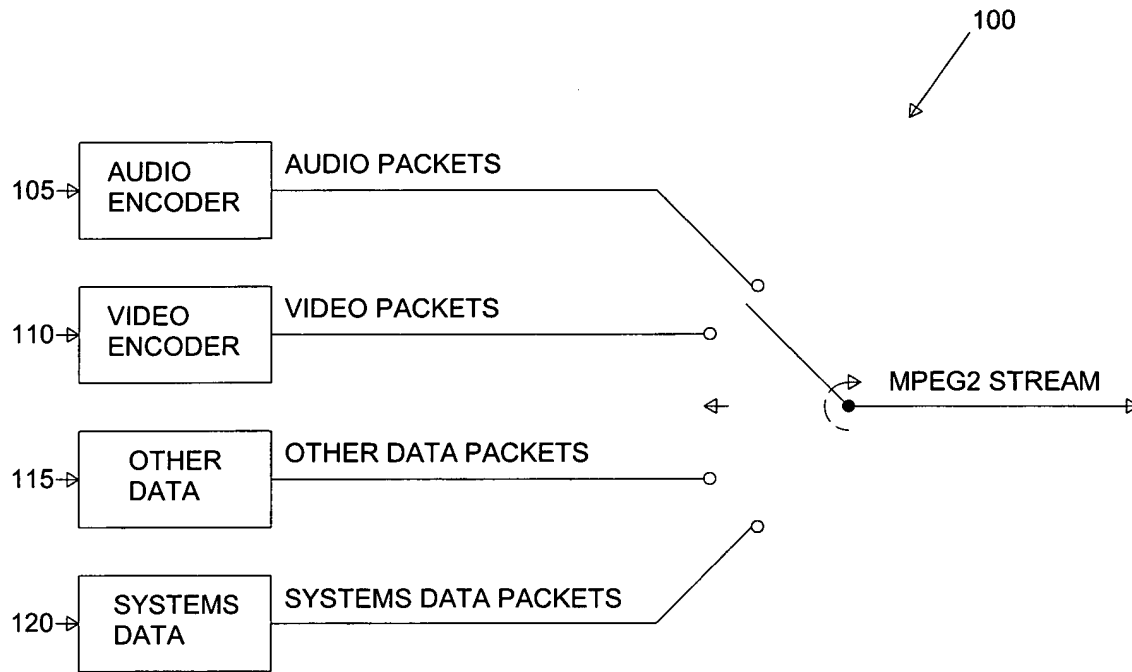 100
AUDIO PACKETS
105
AUDIO
ENCODER
VIDEO PACKETS
110
VIDEO
ENCODER
MPEG2 STREAM
OTHER DATA PACKETS
115
OTHER
DATA
SYSTEMS DATA PACKETS
120
SYSTEMS
DATA